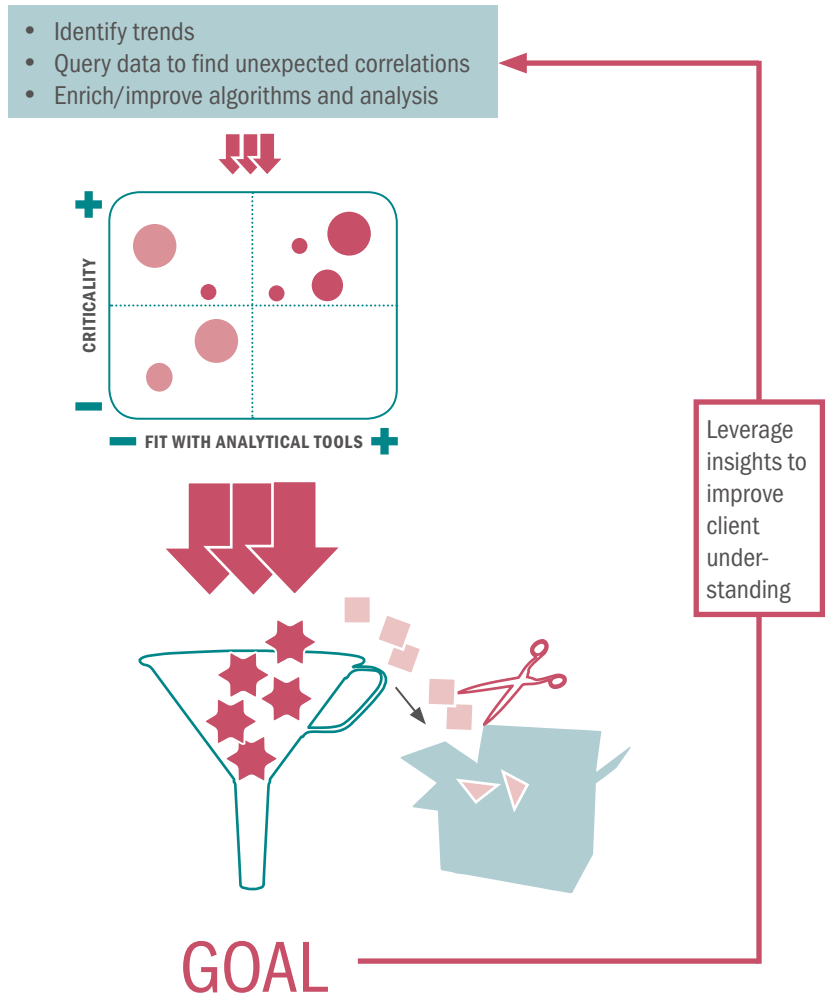 • Identify trends
• Query data to find unexpected correlations
• Enrich/improve algorithms and analysis
CRITICALITY
FIT WITH ANALYTICAL TOOLS
Leverage
insights to
improve
client
under-
standing
GOAL